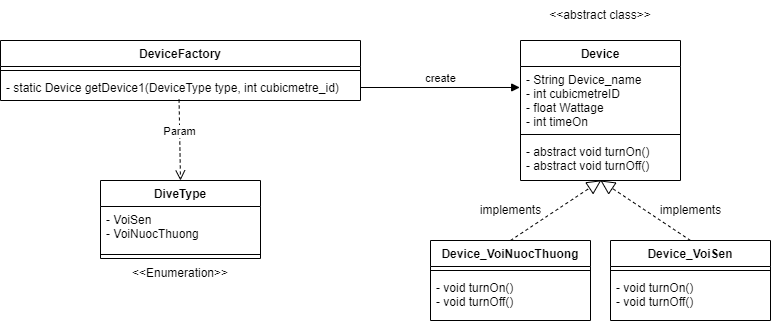 <<abstract class>>
DeviceFactory
- static Device getDevice1(DeviceType type, int cubicmetre_id)
create
Device
- String Device_name
- int cubicmetreID
- float Wattage
- int timeOn
- abstract void turnOn()
- abstract void turnOff()
Param
DiveType
- VoiSen
- VoiNuocThuong
<<Enumeration>>
implements
implements
Device_VoiNuocThuong
- void turnOn()
- void turnOff()
Device_VoiSen
- void turnOn()
- void turnOff()